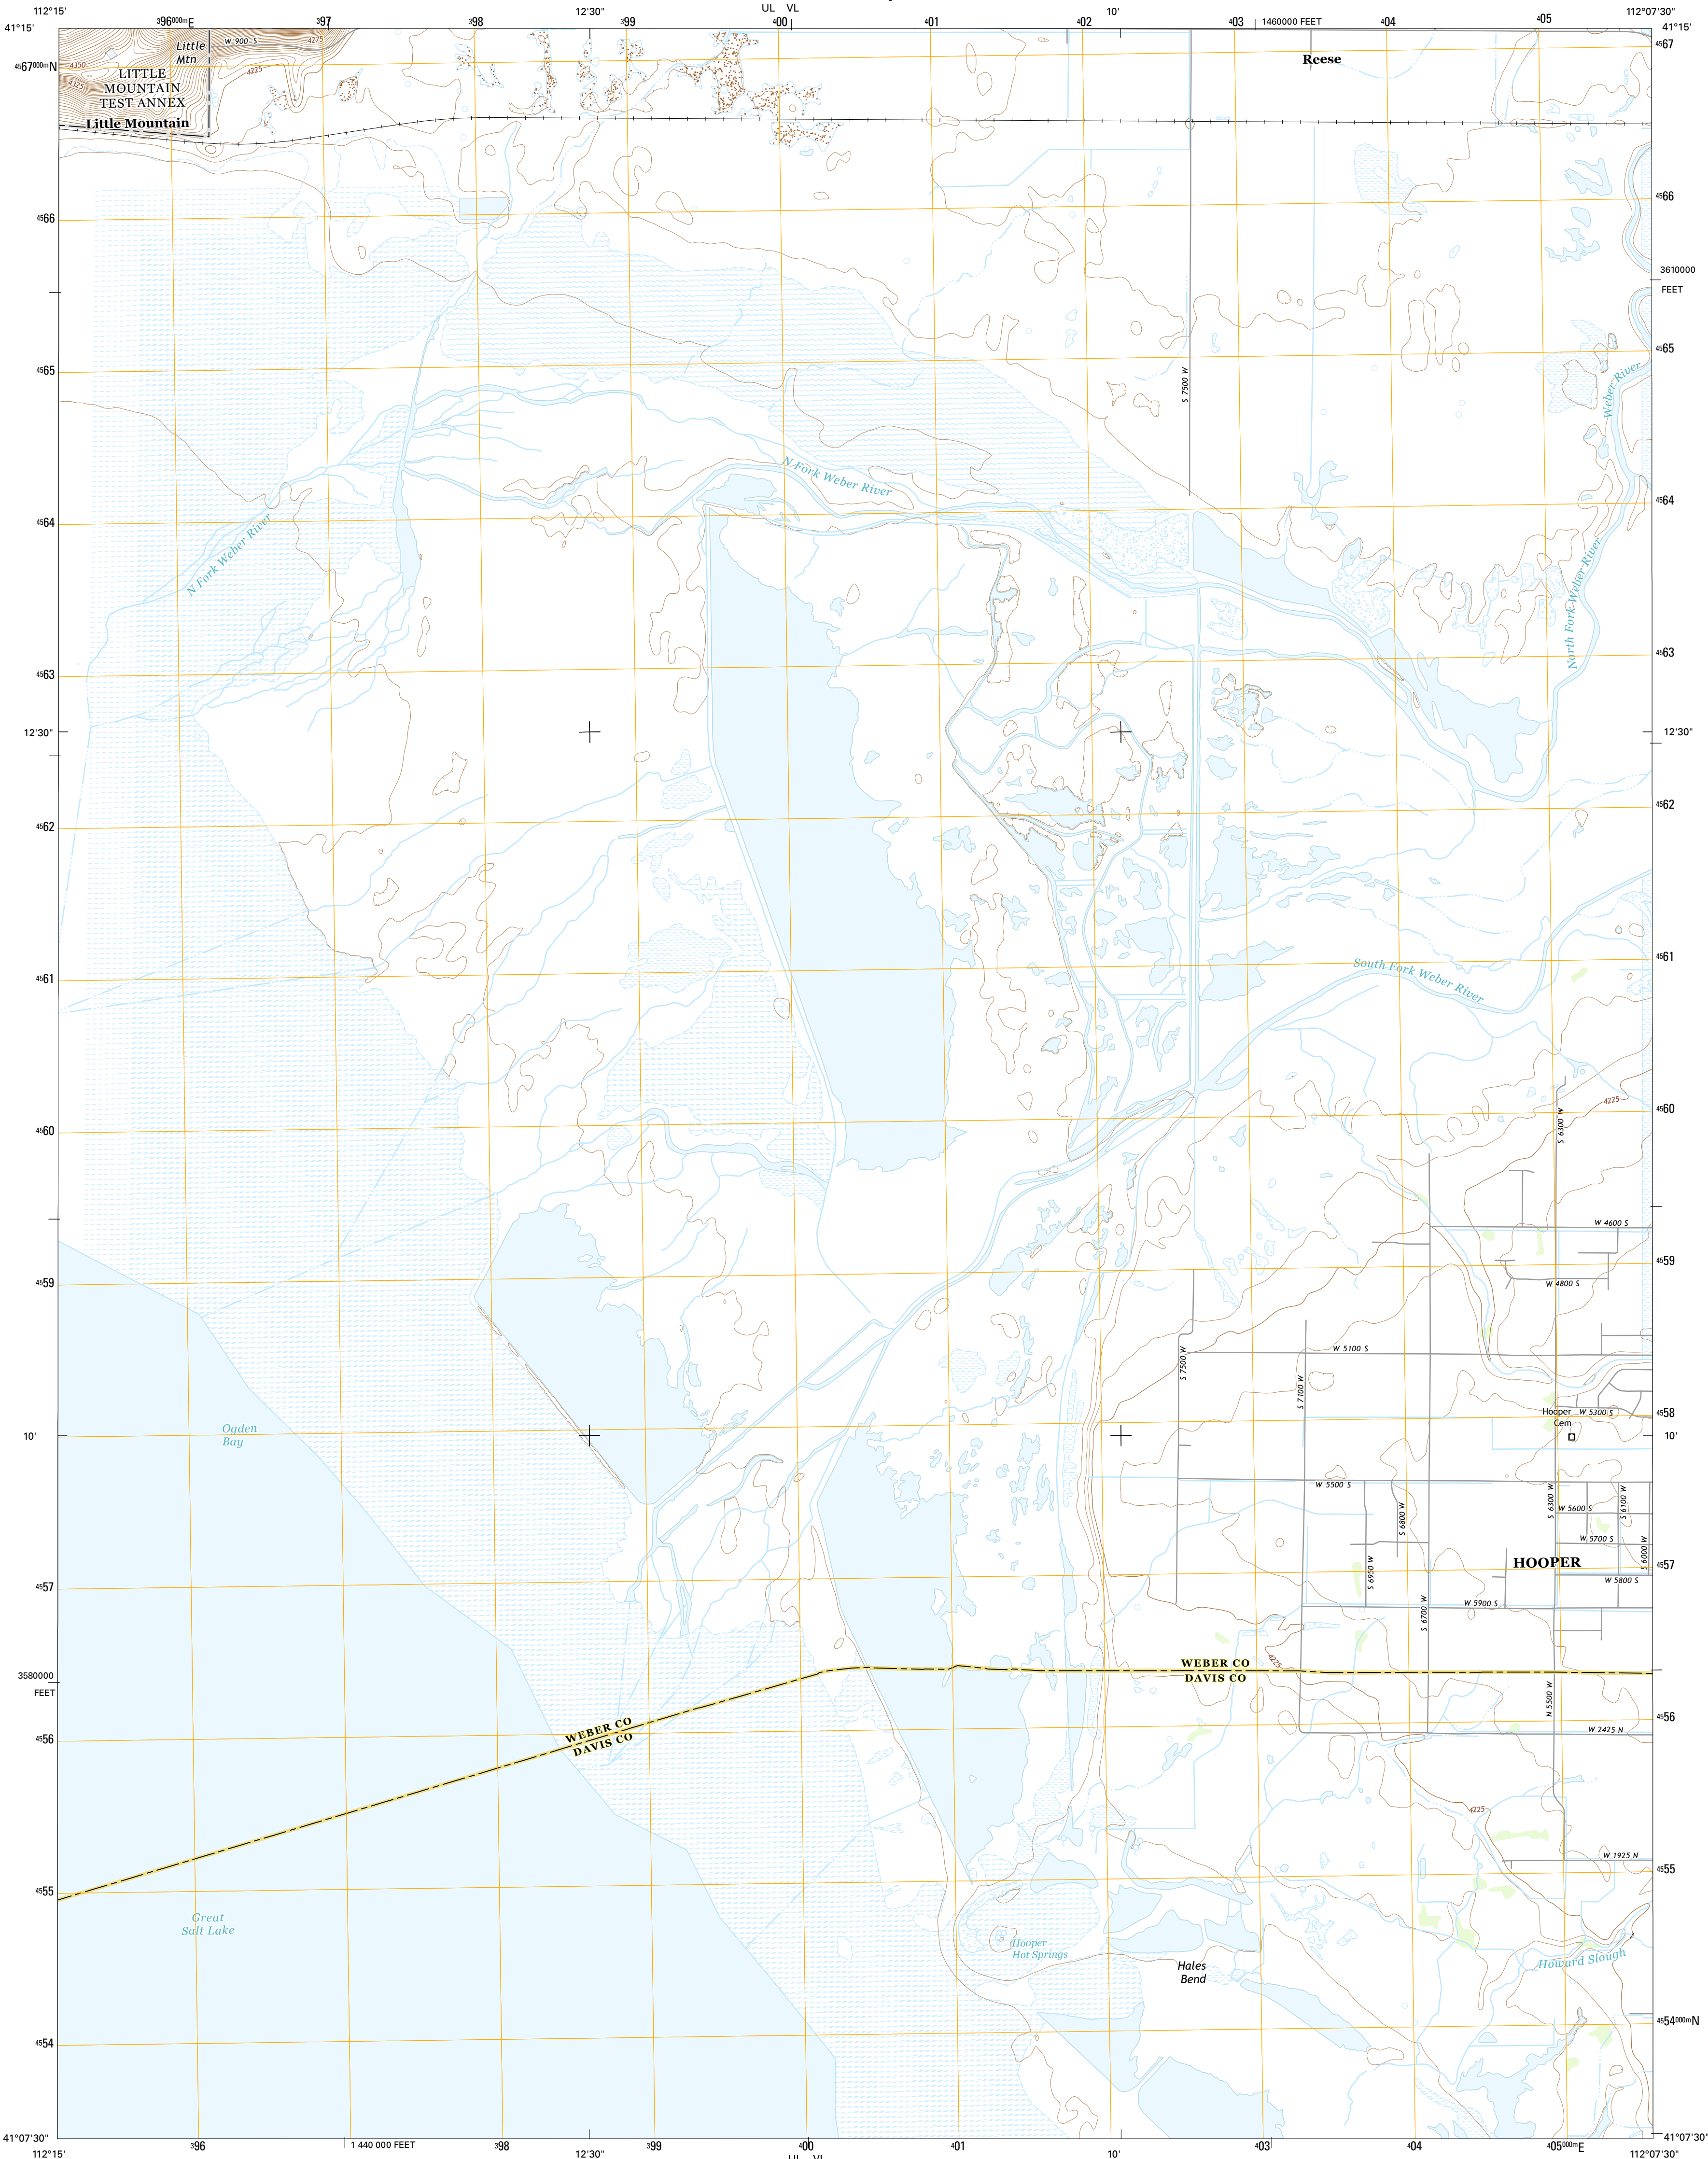 UL VL
112°15'
396000mE
397
398
12'30"
399
400
401
402
10'
403
1460000 FEET
404
405
112°07'30"
41°15'
41°15'
4567
Little
Mtn
W 900 S
4275
4350
4325
4225
4567000mN
LITTLE
MOUNTAIN
TEST ANNEX
Little Mountain
Reese
4566
4566
3610000
FEET
4565
4565
S 7500 W
Weber River
N Fork Weber River
4564
4564
N Fork Weber River
North Fork Weber River
4563
4563
12'30"
12'30"
4562
4562
4561
4561
South Fork Weber River
4560
4560
4225
S 6300 W
W 4600 S
4559
4559
W 4800 S
W 5100 S
S 7500 W
S 7100 W
Ogden
Bay
Hooper
Cem
W 5300 S
4558
10'
10'
W 5500 S
S 6300 W
S 6100 W
W 5600 S
S 6800 W
W 5700 S
S 6000 W
4557
4557
HOOPER
S 6950 W
W 5800 S
W 5900 S
S 6700 W
3580000
FEET
WEBER CO
DAVIS CO
4225
N 5500 W
WEBER CO
DAVIS CO
4556
4556
W 2425 N
4225
W 1925 N
4555
4555
Great
Salt Lake
Hooper
Hot Springs
Hales
Bend
Howard Slough
4554
4554000mN
41°07'30"
41°07'30"
112°15'
396
1 440 000 FEET
398
12'30"
399
400
401
10'
403
404
405000mE
112°07'30"
UL VL